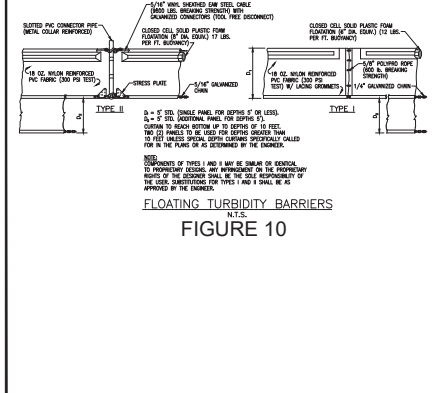 5/16" VINYL SHEATHED EAW STEEL CABLE
(9800 LBS. BREAKING STRENGTH) WITH
GALVANIZED CONNECTORS (TOOL FREE DISCONNECT)
SLOTTED PVC CONNECTOR PIPE
(METAL COLLAR REINFORCED)
CLOSED CELL SOLID PLASTIC FOAM
FLOATATION (8" DIA. EQUIV.) 17 LBS.
PER FT. BUOYANCY)
18 OZ. NYLON REINFORCED
PVC FABRIC (300 PSI TEST)
STRESS PLATE
5/16" GALVANIZED
CHAIN
TYPE II
D₁
D₂
CLOSED CELL SOLID PLASTIC FOAM
FLOATATION (6" DIA. EQUIV.) (12 LBS.
PER FT. BUOYANCY)
5/8" POLYPRO ROPE
(600 lb. BREAKING
STRENGTH)
18 OZ. NYLON REINFORCED
PVC FABRIC (300 PSI
TEST) W/ LACING GROMMETS
1/4" GALVANIZED CHAIN
TYPE I
D₂
D₁ = 5' STD. (SINGLE PANEL FOR DEPTHS 5' OR LESS).
D₂ = 5' STD. (ADDITIONAL PANEL FOR DEPTHS 5').
CURTAIN TO REACH BOTTOM UP TO DEPTHS OF 10 FEET.
TWO (2) PANELS TO BE USED FOR DEPTHS GREATER THAN
10 FEET UNLESS SPECIAL DEPTH CURTAINS SPECIFICALLY CALLED
FOR IN THE PLANS OR AS DETERMINED BY THE ENGINEER.
NOTE:
COMPONENTS OF TYPES I AND II MAY BE SIMILAR OR IDENTICAL
TO PROPRIETARY DESIGNS. ANY INFRINGEMENT ON THE PROPRIETARY
RIGHTS OF THE DESIGNER SHALL BE THE SOLE RESPONSIBILITY OF
THE USER. SUBSTITUTIONS FOR TYPES I AND II SHALL BE AS
APPROVED BY THE ENGINEER.
FLOATING TURBIDITY BARRIERS
N.T.S.
FIGURE 10